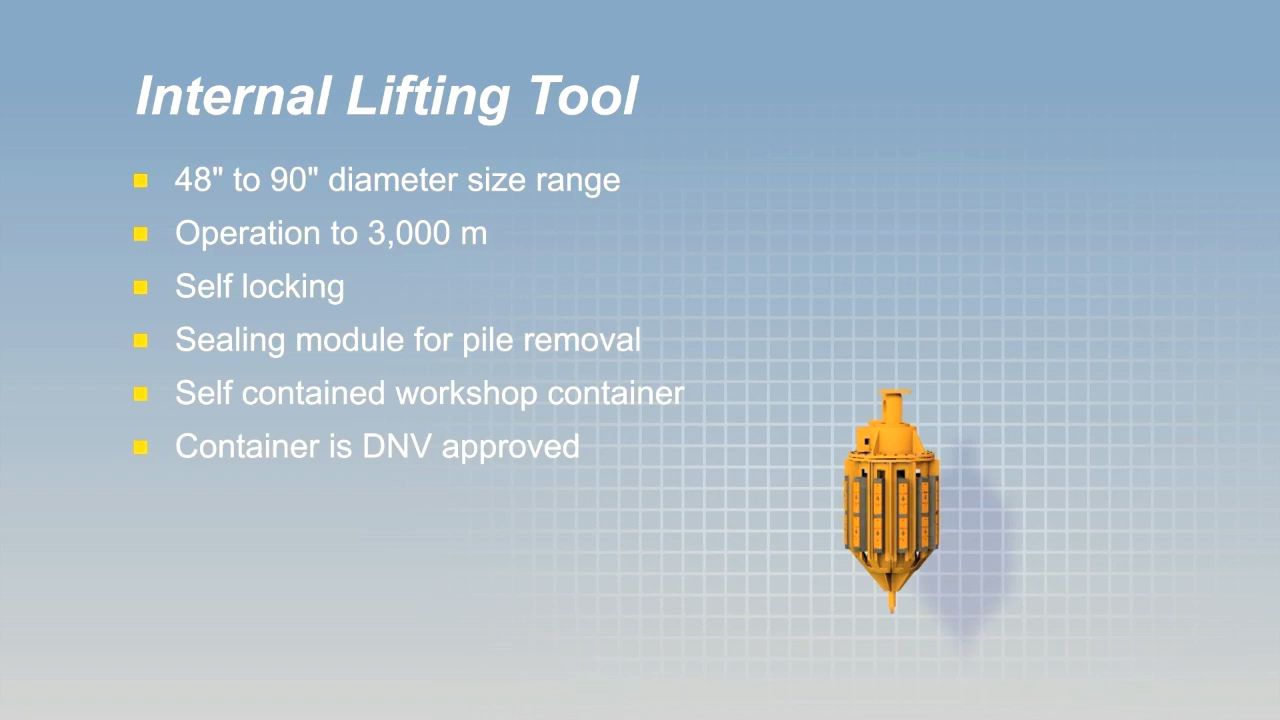 Internal Lifting Tool
48" to 90" diameter size range
Operation to 3,000 m
Self locking
Sealing module for pile removal
Self contained workshop container
Container is DNV approved